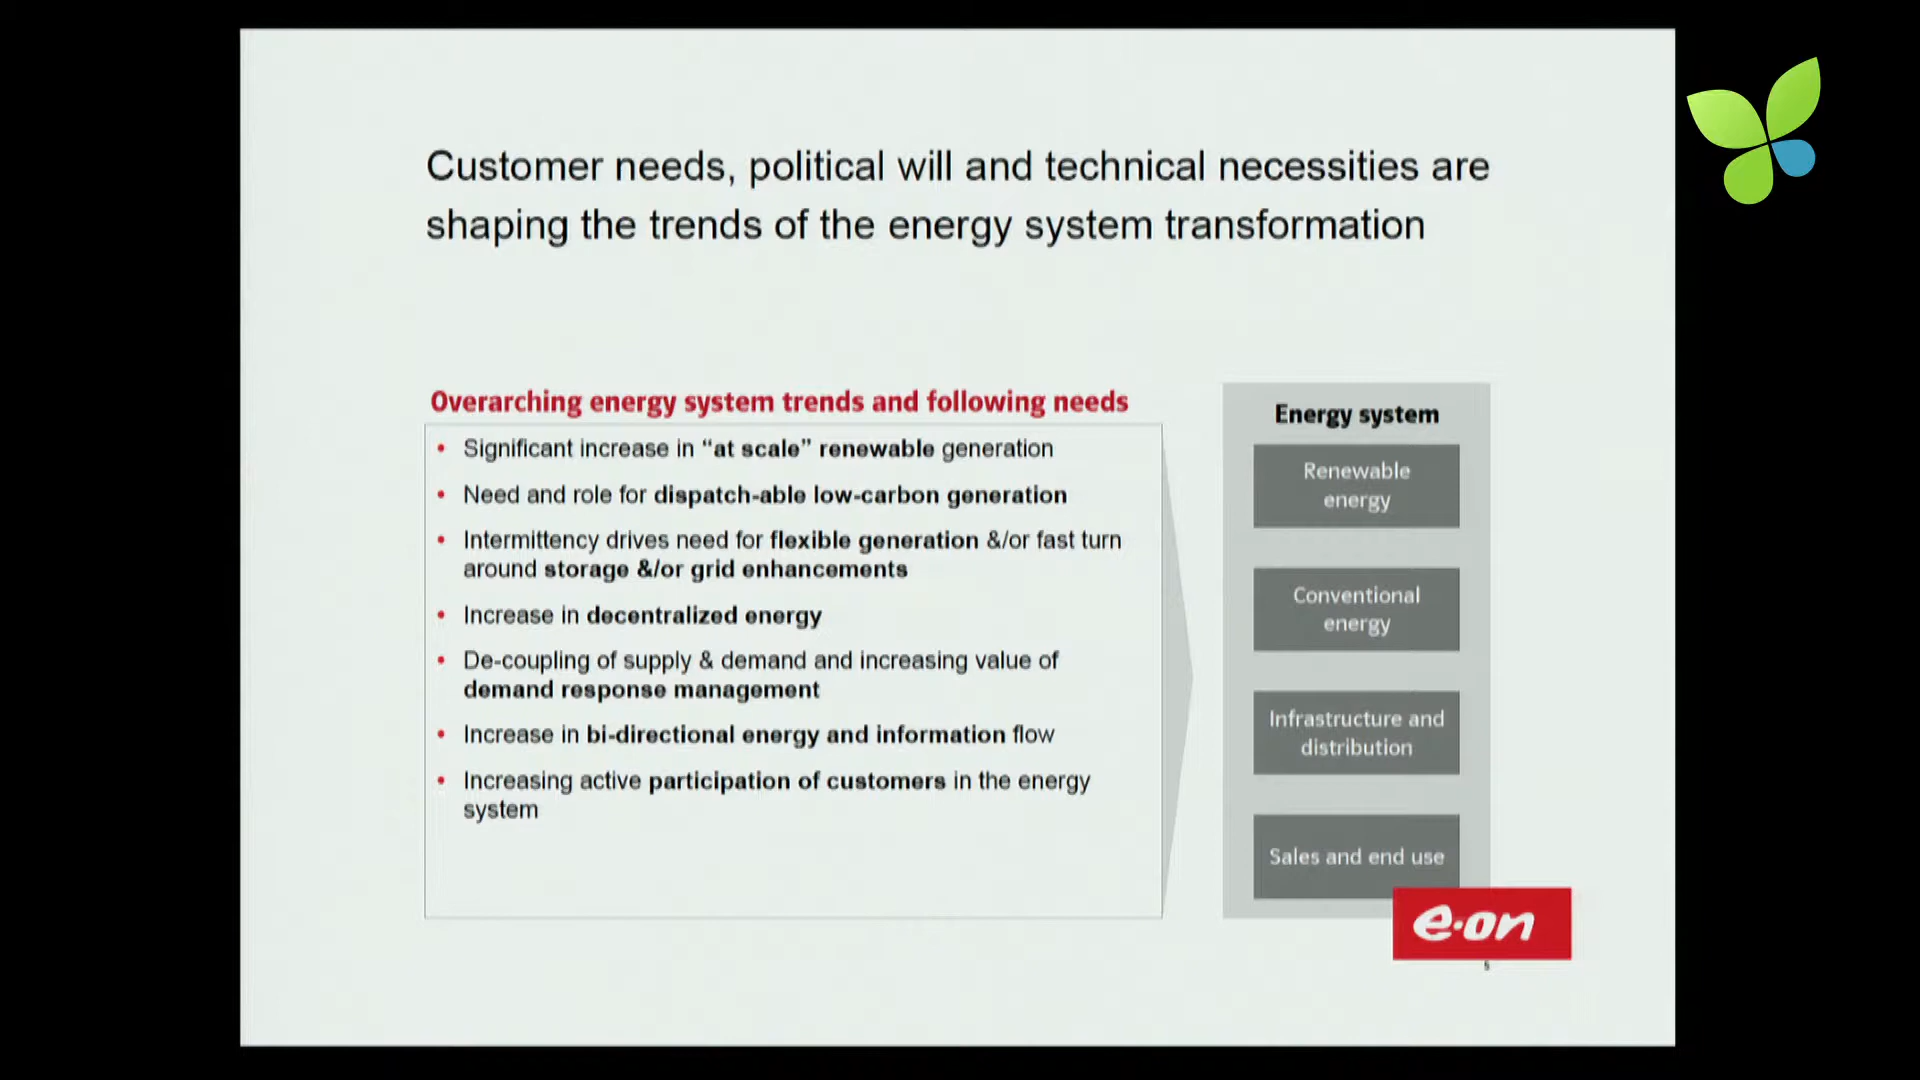 Customer needs, political will and technical necessities are
shaping the trends of the energy system transformation
Overarching energy system trends and following needs
• Significant increase in “at scale” renewable generation
• Need and role for dispatch-able low-carbon generation
• Intermittency drives need for flexible generation &/or fast turn
around storage &/or grid enhancements
• Increase in decentralized energy
• De-coupling of supply & demand and increasing value of
demand response management
• Increase in bi-directional energy and information flow
• Increasing active participation of customers in the energy
system
Energy system
Renewable
energy
Conventional
energy
Infrastructure and
distribution
Sales and end use
e·on